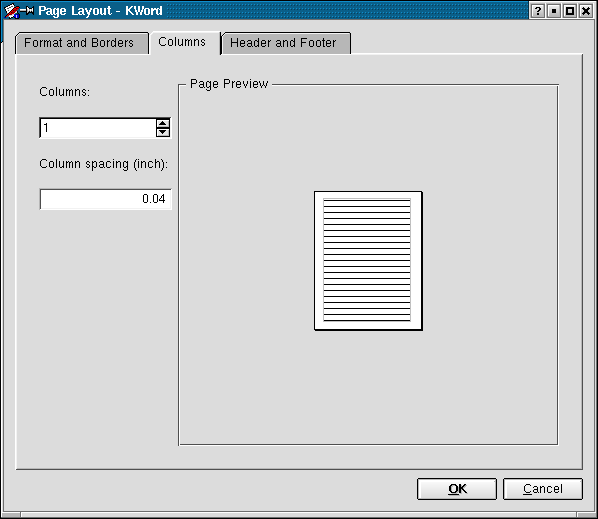 Page Layout - KWord
?
Format and Borders
Columns
Header and Footer
Columns:
1
Column spacing (inch):
0.04
Page Preview
OK
Cancel